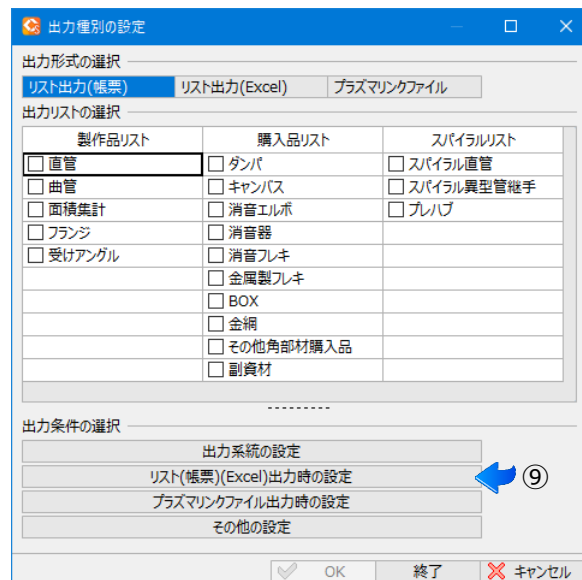 出力種別の設定
出力形式の選択
リスト出力(帳票) リスト出力(Excel) プラズマリンクファイル
出力リストの選択
製作品リスト 購入品リスト スパイラルリスト
直管 ダンパ スパイラル直管
曲管 キャンバス スパイラル異型管継手
面積集計 消音エルボ プレハブ
フランジ 消音器
受けアングル 消音フレキ
金属製フレキ
BOX
金網
その他角部材購入品
副資材
出力条件の選択
出力系統の設定
リスト(帳票)(Excel)出力時の設定 ⑨
プラズマリンクファイル出力時の設定
その他の設定
OK 終了 キャンセル